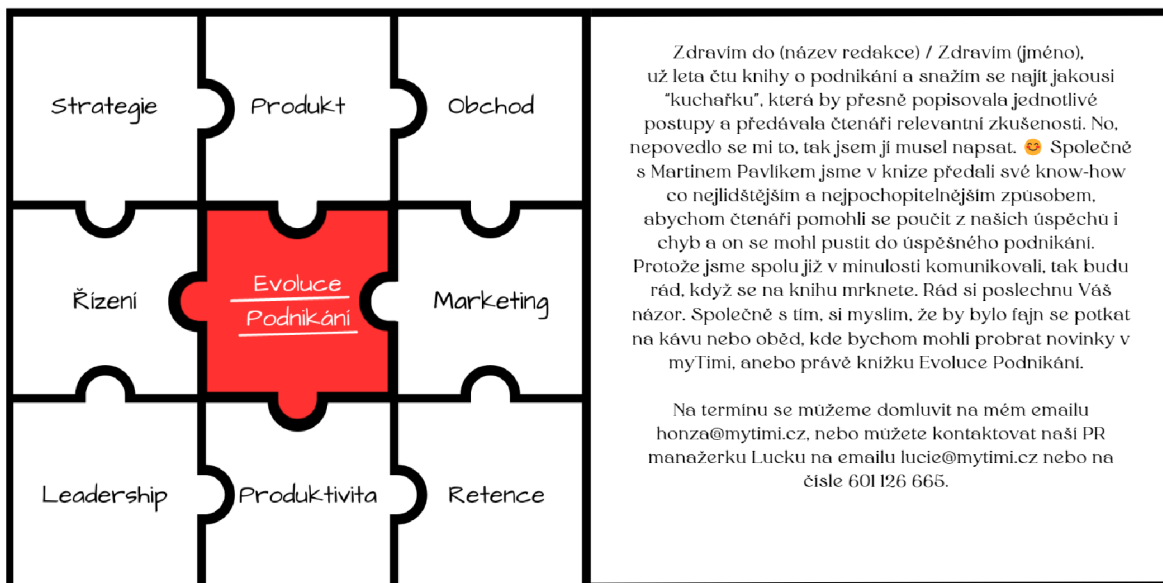 Strategie
Produkt
Obchod
Řízení
Evoluce
Podnikání
Marketing
Leadership
Produktivita
Retence
Zdravím do (název redakce) / Zdravím (jméno),
už leta čtu knihy o podnikání a snažím se najít jakousi
"kuchařku", která by přesně popisovala jednotlivé
postupy a předávala čtenáři relevantní zkušenosti. No,
nepovedlo se mi to, tak jsem jí musel napsat. 😊 Společně
s Martinem Pavlíkem jsme v knize předali své know-how
co nejlidštějším a nejpochopitelnějším způsobem,
abychom čtenáři pomohli se poučit z našich úspěchů i
chyb a on se mohl pustit do úspěšného podnikání.
Protože jsme spolu již v minulosti komunikovali, tak budu
rád, když se na knihu mrknete. Rád si poslechnu Váš
názor. Společně s tím, si myslím, že by bylo fajn se potkat
na kávu nebo oběd, kde bychom mohli probrat novinky v
myTimi, anebo právě knížku Evoluce Podnikání.
Na termínu se můžeme domluvit na mém emailu
honza@mytimi.cz, nebo můžete kontaktovat naší PR
manažerku Lucku na emailu lucie@mytimi.cz nebo na
čísle 601 126 665.